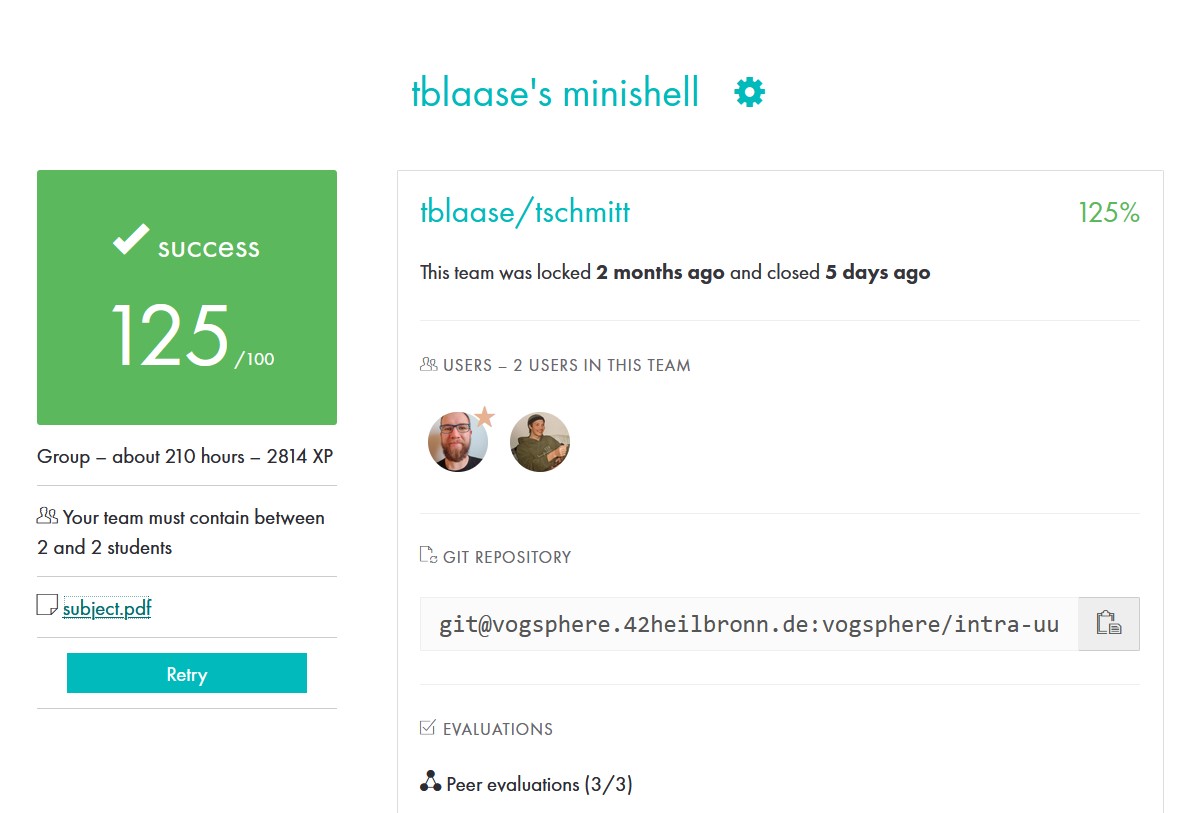 tblaase's minishell
success
125 /100
Group – about 210 hours – 2814 XP
Your team must contain between
2 and 2 students
subject.pdf
Retry
tblaase/tschmitt
125%
This team was locked 2 months ago and closed 5 days ago
USERS – 2 USERS IN THIS TEAM
GIT REPOSITORY
git@vogsphere.42heilbronn.de:vogsphere/intra-uu
EVALUATIONS
Peer evaluations (3/3)